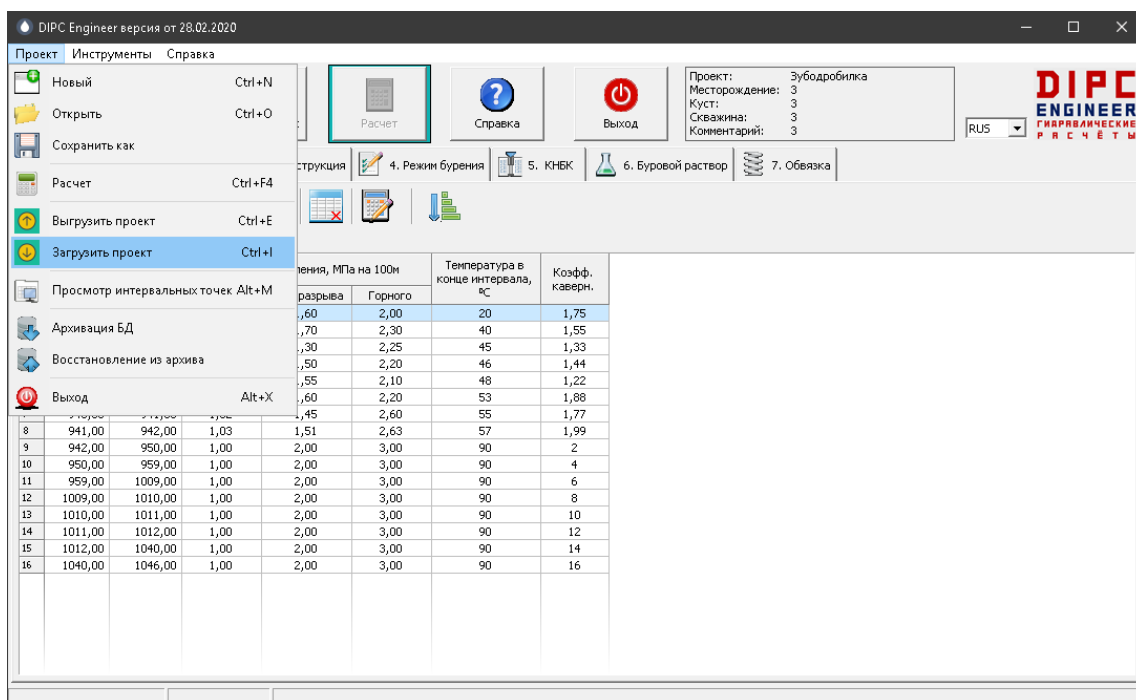 DIPC Engineer версия от 28.02.2020
Проект Инструменты Справка
Новый Ctrl+N
Открыть Ctrl+O
Сохранить как
Расчет Ctrl+F4
Выгрузить проект Ctrl+E
Загрузить проект Ctrl+I
Просмотр интервальных точек Alt+M
Архивация БД
Восстановление из архива
Выход Alt+X
Расчет
Справка
Выход
Проект: Зубодробилка
Месторождение: 3
Куст: 3
Скважина: 3
Комментарий: 3
RUS
DIPC
ENGINEER
ГИДРАВЛИЧЕСКИЕ
РАСЧЁТЫ
струкция 4. Режим бурения 5. КНБК 6. Буровой раствор 7. Обвязка
ления, МПа на 100м
Температура в конце интервала, ºC
Коэфф. каверн.
разрыва Горного
,60 2,00 20 1,75
,70 2,30 40 1,55
,30 2,25 45 1,33
,50 2,20 46 1,44
,55 2,10 48 1,22
,60 2,20 53 1,88
,45 2,60 55 1,77
8 941,00 942,00 1,03 1,51 2,63 57 1,99
9 942,00 950,00 1,00 2,00 3,00 90 2
10 950,00 959,00 1,00 2,00 3,00 90 4
11 959,00 1009,00 1,00 2,00 3,00 90 6
12 1009,00 1010,00 1,00 2,00 3,00 90 8
13 1010,00 1011,00 1,00 2,00 3,00 90 10
14 1011,00 1012,00 1,00 2,00 3,00 90 12
15 1012,00 1040,00 1,00 2,00 3,00 90 14
16 1040,00 1046,00 1,00 2,00 3,00 90 16